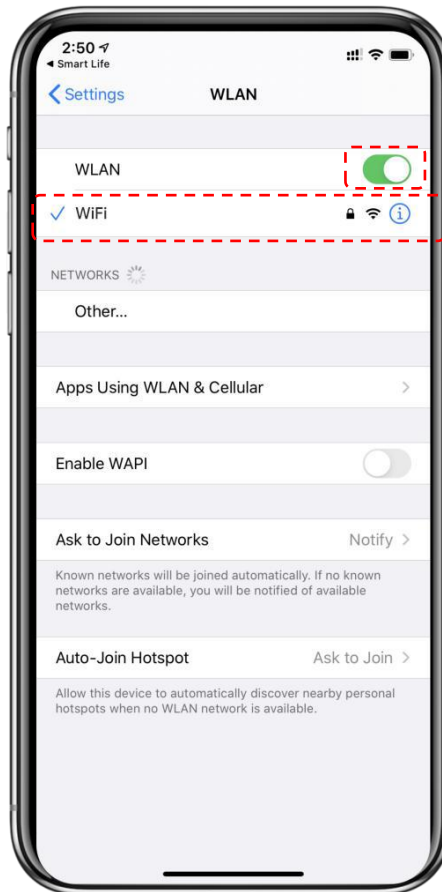 2:50
Smart Life
Settings WLAN
WLAN
WiFi
NETWORKS
Other...
Apps Using WLAN & Cellular
Enable WAPI
Ask to Join Networks Notify
Known networks will be joined automatically. If no known
networks are available, you will be notified of available
networks.
Auto-Join Hotspot Ask to Join
Allow this device to automatically discover nearby personal
hotspots when no WLAN network is available.